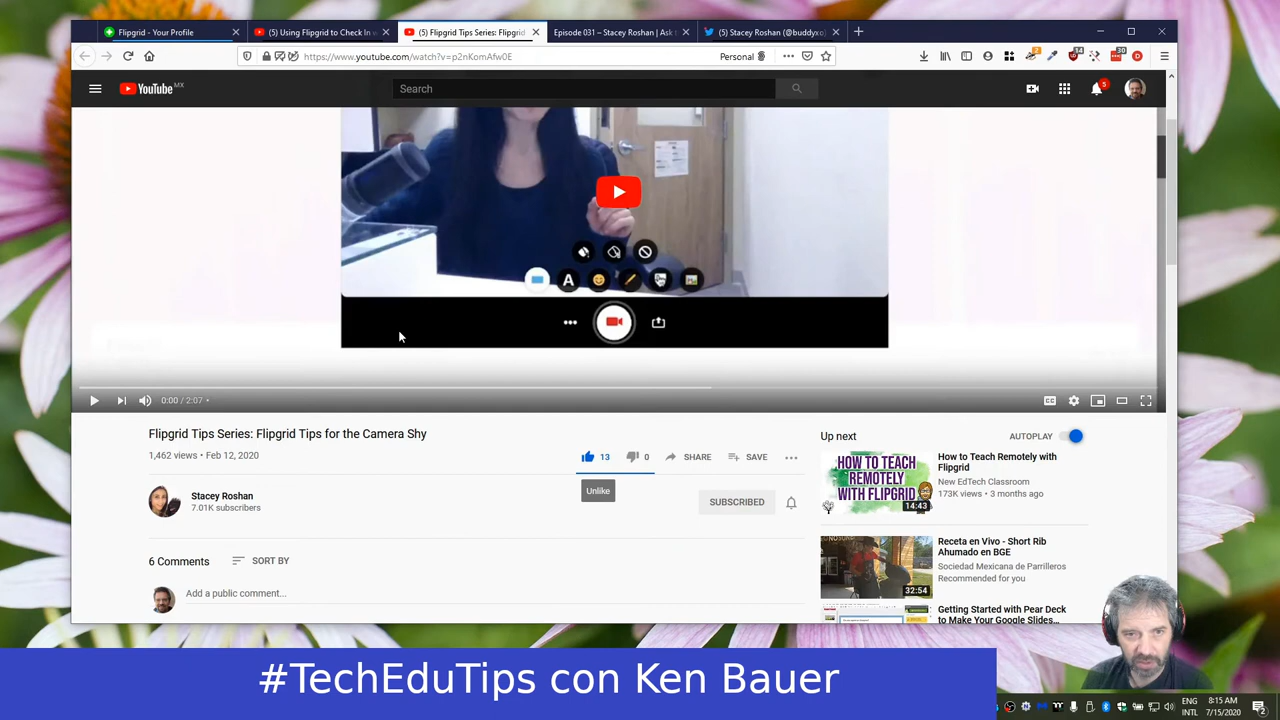 Flipgrid - Your Profile
(5) Using Flipgrid to Check In w
(5) Flipgrid Tips Series: Flipgrid
Episode 031 – Stacey Roshan | Ask t
(5) Stacey Roshan (@buddyxo)
https://www.youtube.com/watch?v=p2nKomAfw0E
Personal
2
34
30
YouTube MX
Search
5
A
0:00 / 2:07
CC
Flipgrid Tips Series: Flipgrid Tips for the Camera Shy
1,462 views • Feb 12, 2020
13
0
SHARE
SAVE
Unlike
Stacey Roshan
7.01K subscribers
SUBSCRIBED
6 Comments
SORT BY
Add a public comment...
Up next
AUTOPLAY
HOW TO TEACH
REMOTELY
WITH FLIPGRID
14:43
How to Teach Remotely with
Flipgrid
New EdTech Classroom
173K views • 3 months ago
32:54
Receta en Vivo - Short Rib
Ahumado en BGE
Sociedad Mexicana de Parrilleros
Recommended for you
Getting Started with Pear Deck
to Make Your Google Slides...
#TechEduTips con Ken Bauer
ENG
INTL
8:15 AM
7/15/2020
2